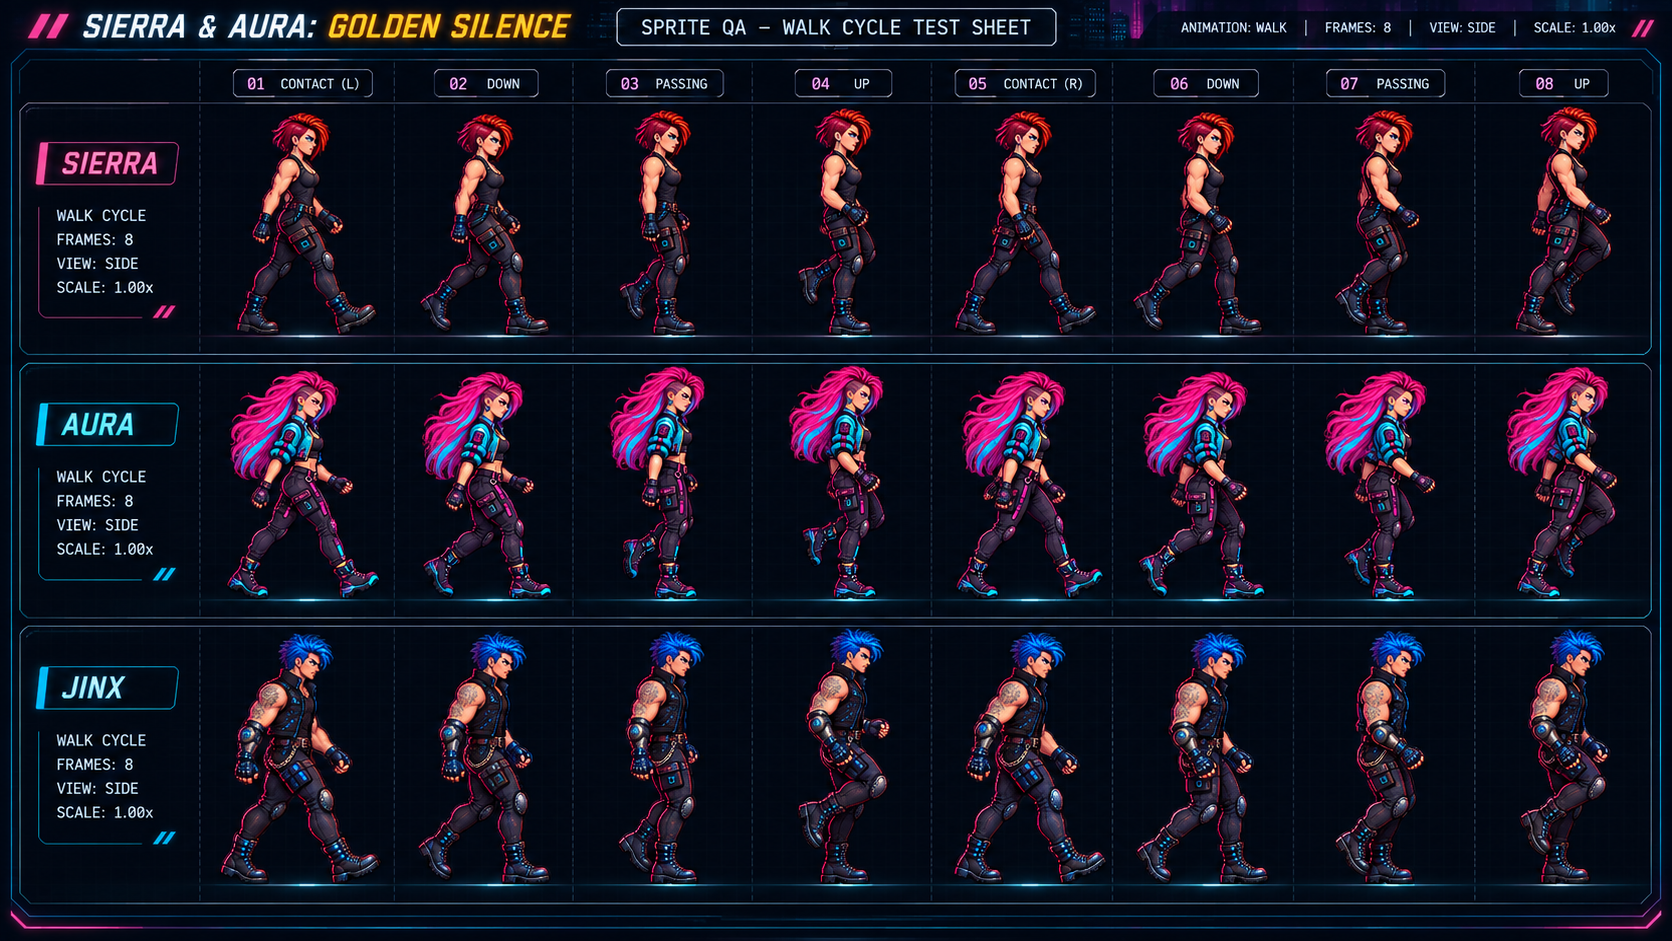 SIERRA & AURA: GOLDEN SILENCE
SPRITE QA – WALK CYCLE TEST SHEET
ANIMATION: WALK | FRAMES: 8 | VIEW: SIDE | SCALE: 1.00x
01 CONTACT (L)
02 DOWN
03 PASSING
04 UP
05 CONTACT (R)
06 DOWN
07 PASSING
08 UP
SIERRA
WALK CYCLE
FRAMES: 8
VIEW: SIDE
SCALE: 1.00x
AURA
WALK CYCLE
FRAMES: 8
VIEW: SIDE
SCALE: 1.00x
JINX
WALK CYCLE
FRAMES: 8
VIEW: SIDE
SCALE: 1.00x